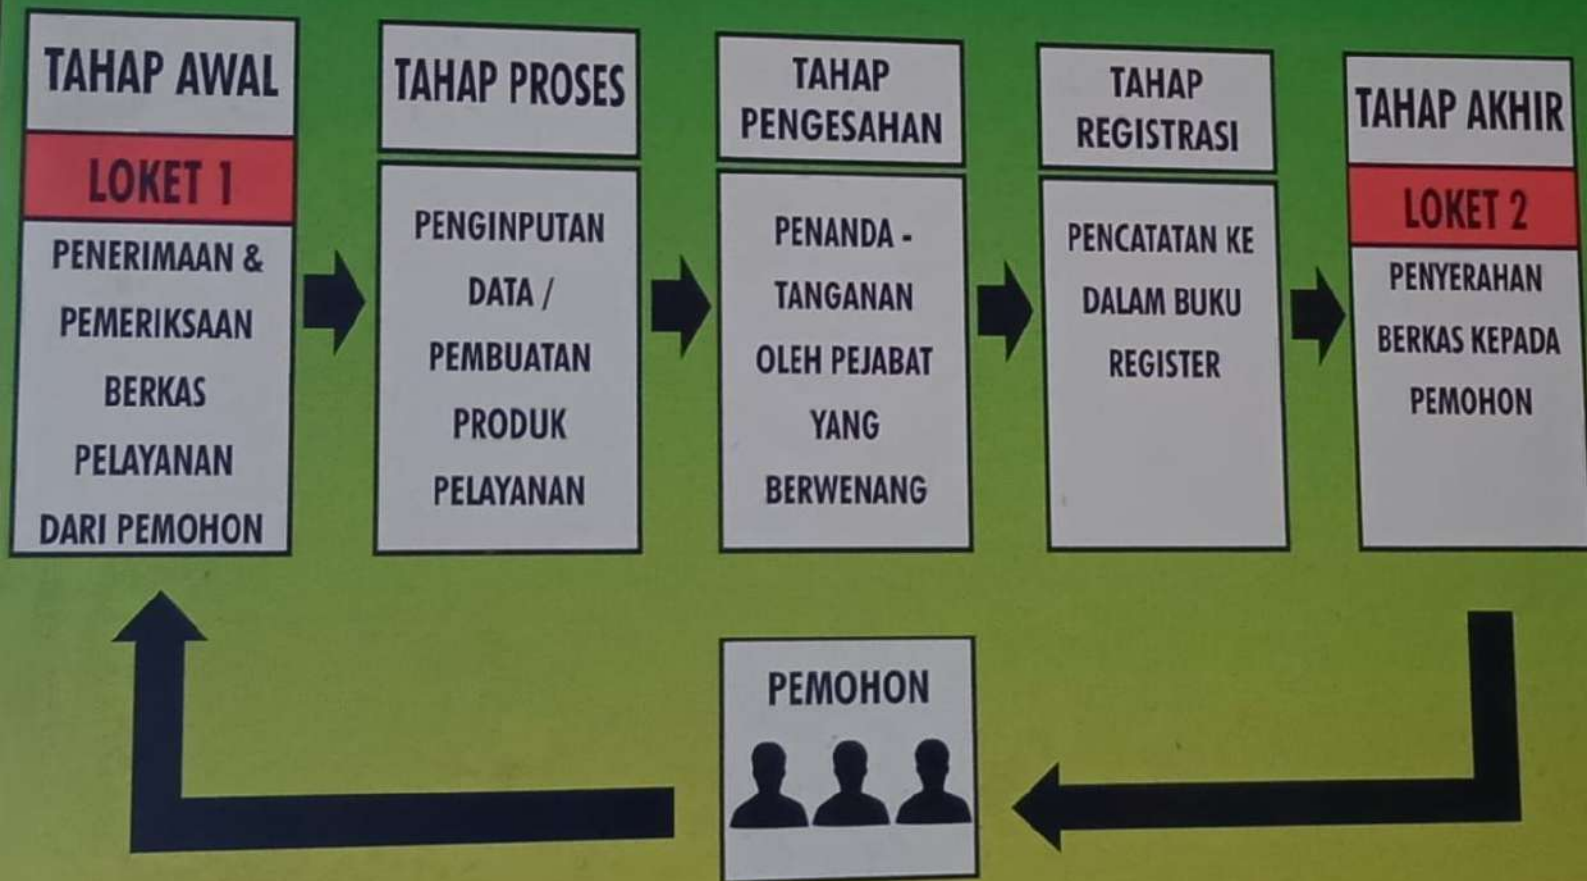 TAHAP AWAL
LOKET 1
PENERIMAAN &
PEMERIKSAAN
BERKAS
PELAYANAN
DARI PEMOHON
TAHAP PROSES
PENGINPUTAN
DATA /
PEMBUATAN
PRODUK
PELAYANAN
TAHAP
PENGESAHAN
PENANDA -
TANGANAN
OLEH PEJABAT
YANG
BERWENANG
TAHAP
REGISTRASI
PENCATATAN KE
DALAM BUKU
REGISTER
TAHAP AKHIR
LOKET 2
PENYERAHAN
BERKAS KEPADA
PEMOHON
PEMOHON